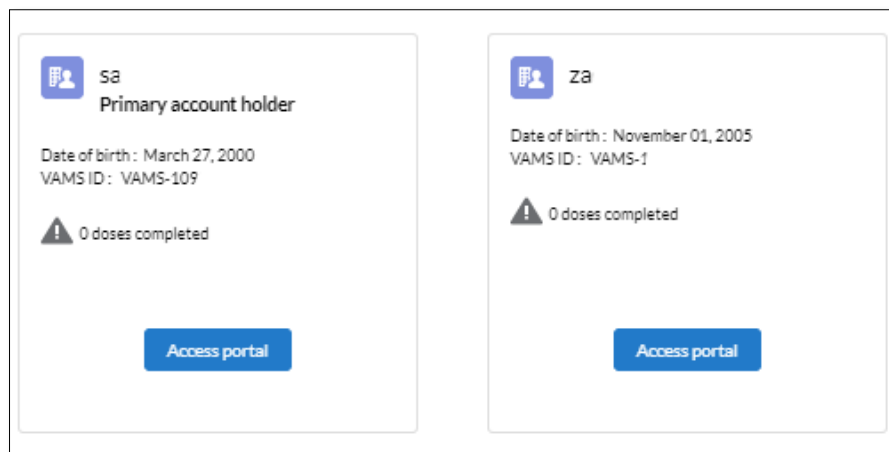 sa
Primary account holder
Date of birth : March 27, 2000
VAMS ID : VAMS-109
0 doses completed
Access portal
za
Date of birth : November 01, 2005
VAMS ID : VAMS-1
0 doses completed
Access portal